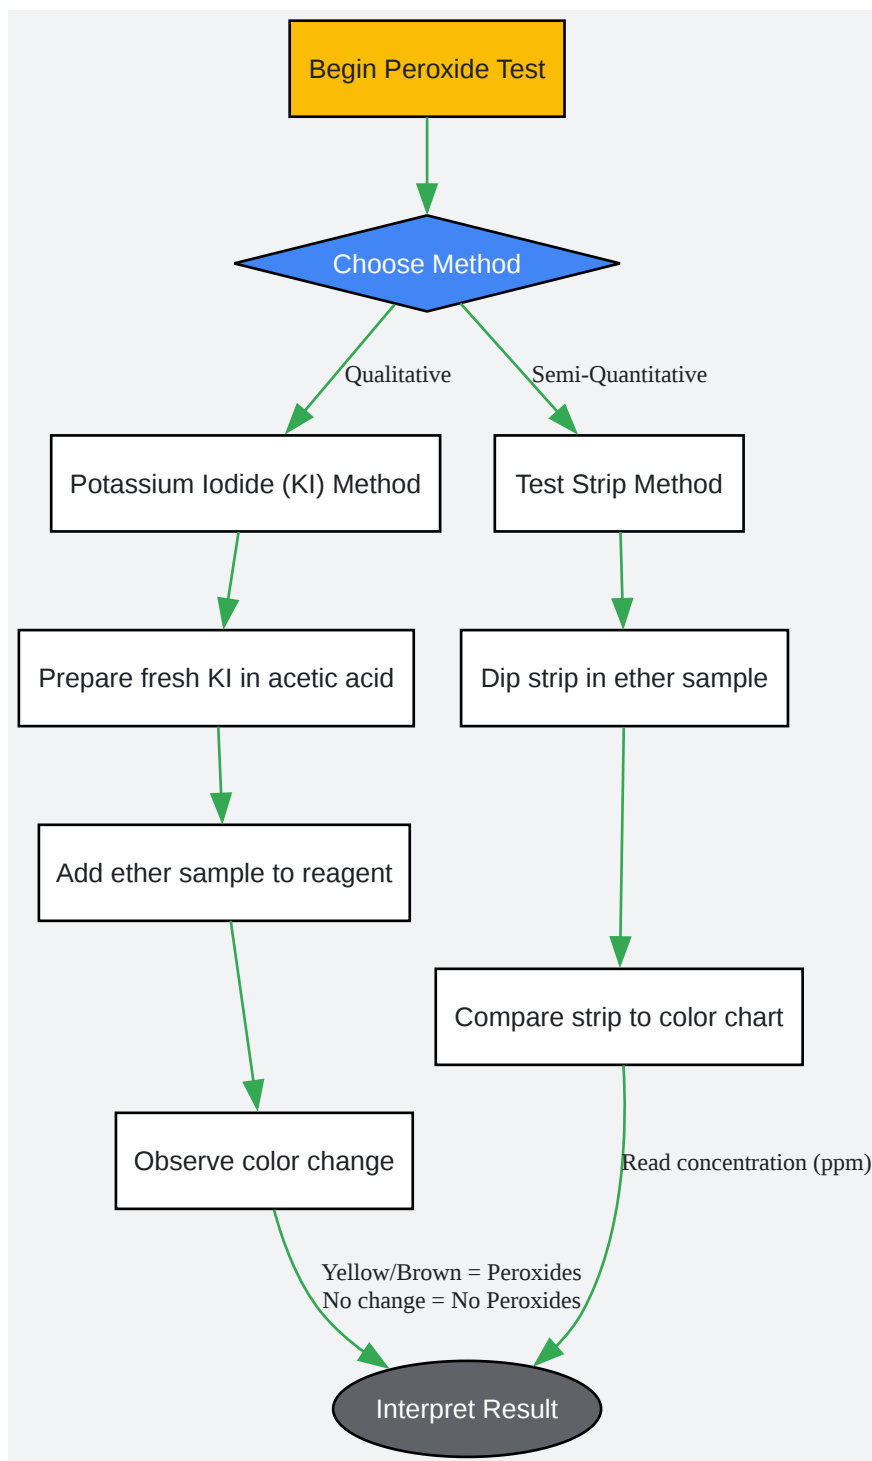 Begin Peroxide Test
Choose Method
Qualitative
Semi-Quantitative
Potassium Iodide (KI) Method
Test Strip Method
Prepare fresh KI in acetic acid
Dip strip in ether sample
Add ether sample to reagent
Compare strip to color chart
Observe color change
Read concentration (ppm)
Yellow/Brown = Peroxides
No change = No Peroxides
Interpret Result